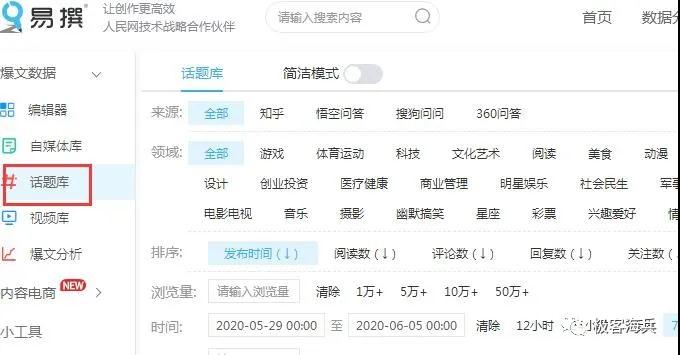 易撰
让创作更高效
人民网技术战略合作伙伴
请输入搜索内容
首页
数据分
爆文数据
编辑器
自媒体库
话题库
视频库
爆文分析
内容电商 NEW
小工具
话题库 简洁模式
来源: 全部 知乎 悟空问答 搜狗问问 360问答
领域: 全部 游戏 体育运动 科技 文化艺术 阅读 美食 动漫
设计 创业投资 医疗健康 商业管理 明星娱乐 社会民生 军事
电影电视 音乐 摄影 幽默搞笑 星座 彩票 兴趣爱好 情
排序: 发布时间(↓) 阅读数(↓) 评论数(↓) 回复数(↓) 关注数(
浏览量: 请输入浏览量 清除 1万+ 5万+ 10万+ 50万+
时间: 2020-05-29 00:00 至 2020-06-05 00:00 清除 12小时 7
极客海兵